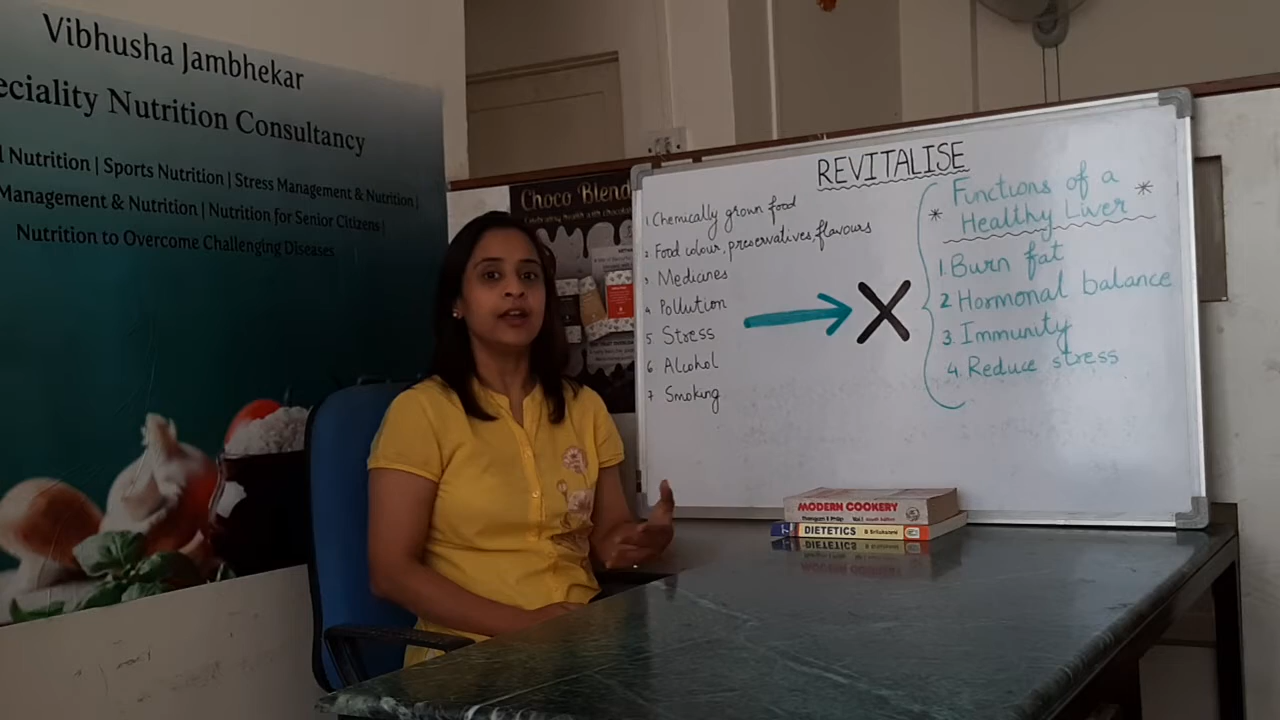 Vibhusha Jambhekar
eciality Nutrition Consultancy
l Nutrition | Sports Nutrition | Stress Management & Nutrition |
Management & Nutrition | Nutrition for Senior Citizens |
Nutrition to Overcome Challenging Diseases
Choco Blend
REVITALISE
1. Chemically grown food
2 Food colour, preservatives, flavours
3 Medicines
4 Pollution
5 Stress
6 Alcohol
7 Smoking
* Functions of a *
Healthy Liver
1. Burn fat
2 Hormonal balance
3. Immunity
4. Reduce stress
MODERN COOKERY
DIETETICS B Srilakshmi